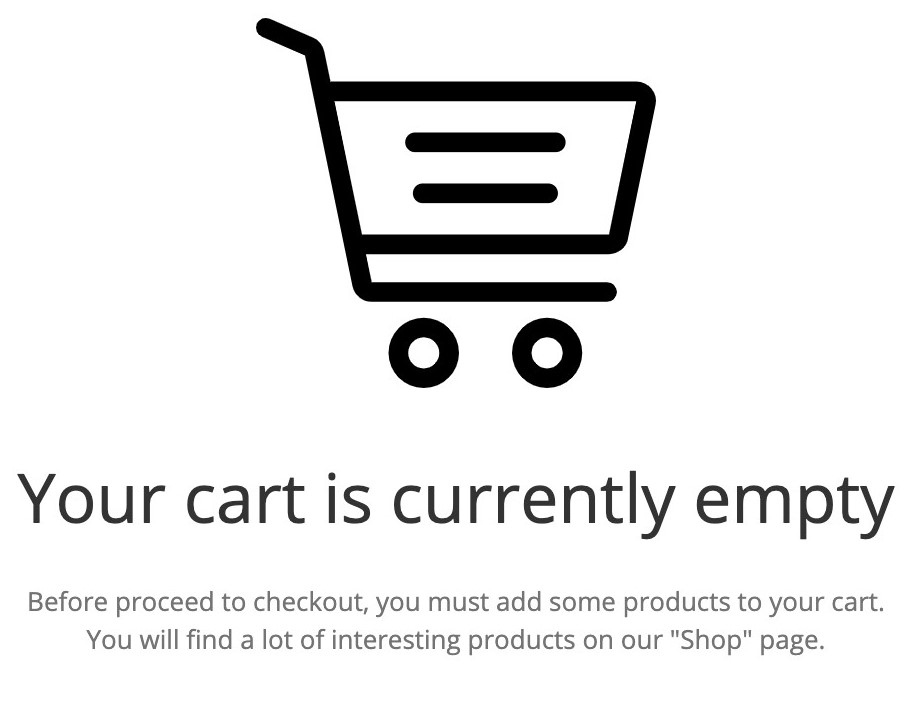 Your cart is currently empty
Before proceed to checkout, you must add some products to your cart.
You will find a lot of interesting products on our "Shop" page.